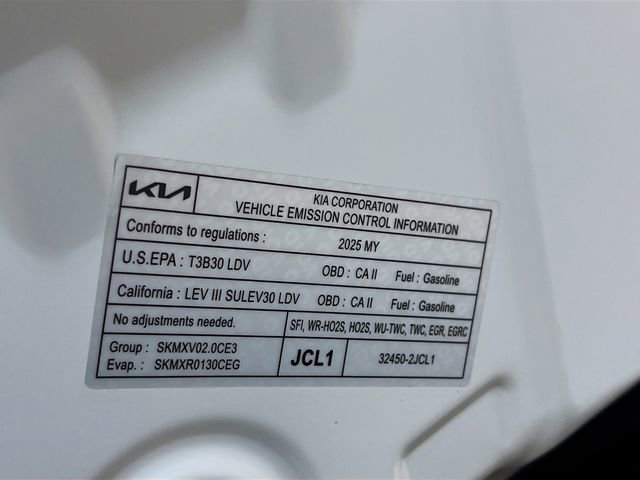 KIA
KIA CORPORATION
VEHICLE EMISSION CONTROL INFORMATION
Conforms to regulations : 2025 MY
U.S.EPA : T3B30 LDV OBD : CA II Fuel : Gasoline
California : LEV III SULEV30 LDV OBD : CA II Fuel : Gasoline
No adjustments needed. SFI, WR-HO2S, HO2S, WU-TWC, TWC, EGR, EGRC
Group : SKMXV02.0CE3
Evap. : SKMXR0130CEG
JCL1
32450-2JCL1